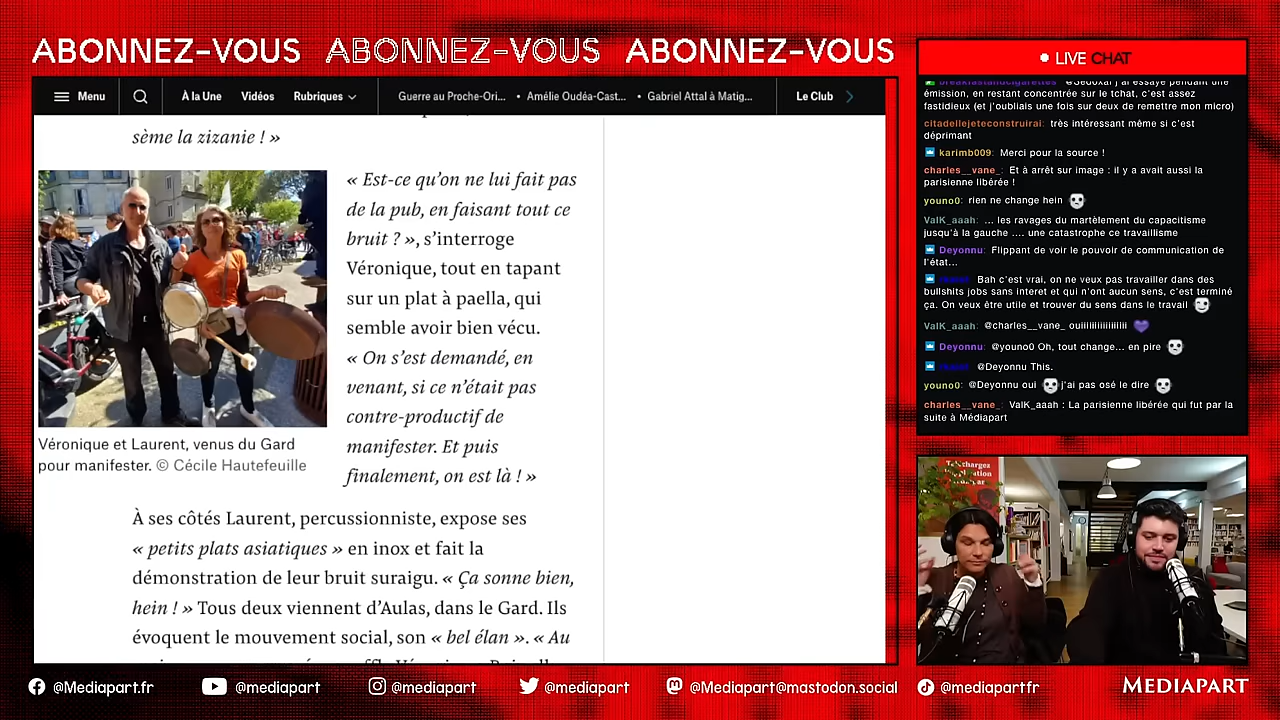 ABONNEZ-VOUS ABONNEZ-VOUS ABONNEZ-VOUS
Menu
À la Une
Vidéos
Rubriques
Guerre au Proche-Ori...
• Amélie Oudéa-Cast...
• Gabriel Attal à Matig...
Le Club
sème la zizanie ! »
« Est-ce qu'on ne lui fait pas
de la pub, en faisant tout ce
bruit ? », s'interroge
Véronique, tout en tapant
sur un plat à paella, qui
semble avoir bien vécu.
« On s'est demandé, en
venant, si ce n'était pas
contre-productif de
manifester. Et puis
finalement, on est là ! »
Véronique et Laurent, venus du Gard
pour manifester. © Cécile Hautefeuille
À ses côtés Laurent, percussionniste, expose ses
« petits plats asiatiques » en inox et fait la
démonstration de leur bruit suraigu. « Ça sonne bien,
hein ! » Tous deux viennent d'Aulas, dans le Gard. Ils
évoquent le mouvement social, son « bel élan ». « Au
LIVE CHAT
émission, en restant concentrée sur le tchat, c'est assez
fastidieux (et j'oubliais une fois sur deux de remettre mon micro)
citadellejeteconstruirai: très intéressant même si c'est
déprimant
karimb009: Merci pour la source !
charles__vane_: Et à arrêt sur image : il y a avait aussi la
parisienne libérée !
youno0: rien ne change hein
ValK_aaah: ... les ravages du martèlement du capacitisme
jusqu'à la gauche .... une catastrophe ce travaillisme
Deyonnu: Flippant de voir le pouvoir de communication de
l'état...
Bah c'est vrai, on ne veux pas travailler dans des
bullshits jobs sans interet et qui n'ont aucun sens, c'est terminé
ça. On veux être utile et trouver du sens dans le travail
ValK_aaah: @charles__vane_ ouiiiiiiiiiiiiiiiii
Deyonnu: @youno0 Oh, tout change... en pire
@Deyonnu This.
youno0: @Deyonnu oui j'ai pas osé le dire
charles__vane_: ValK_aaah : La parisienne libérée qui fut par la
suite à Médiapart
@Mediapart.fr
@mediapart
@mediapart
@mediapart
@Mediapart@mastodon.social
@mediapartfr
MEDIAPART